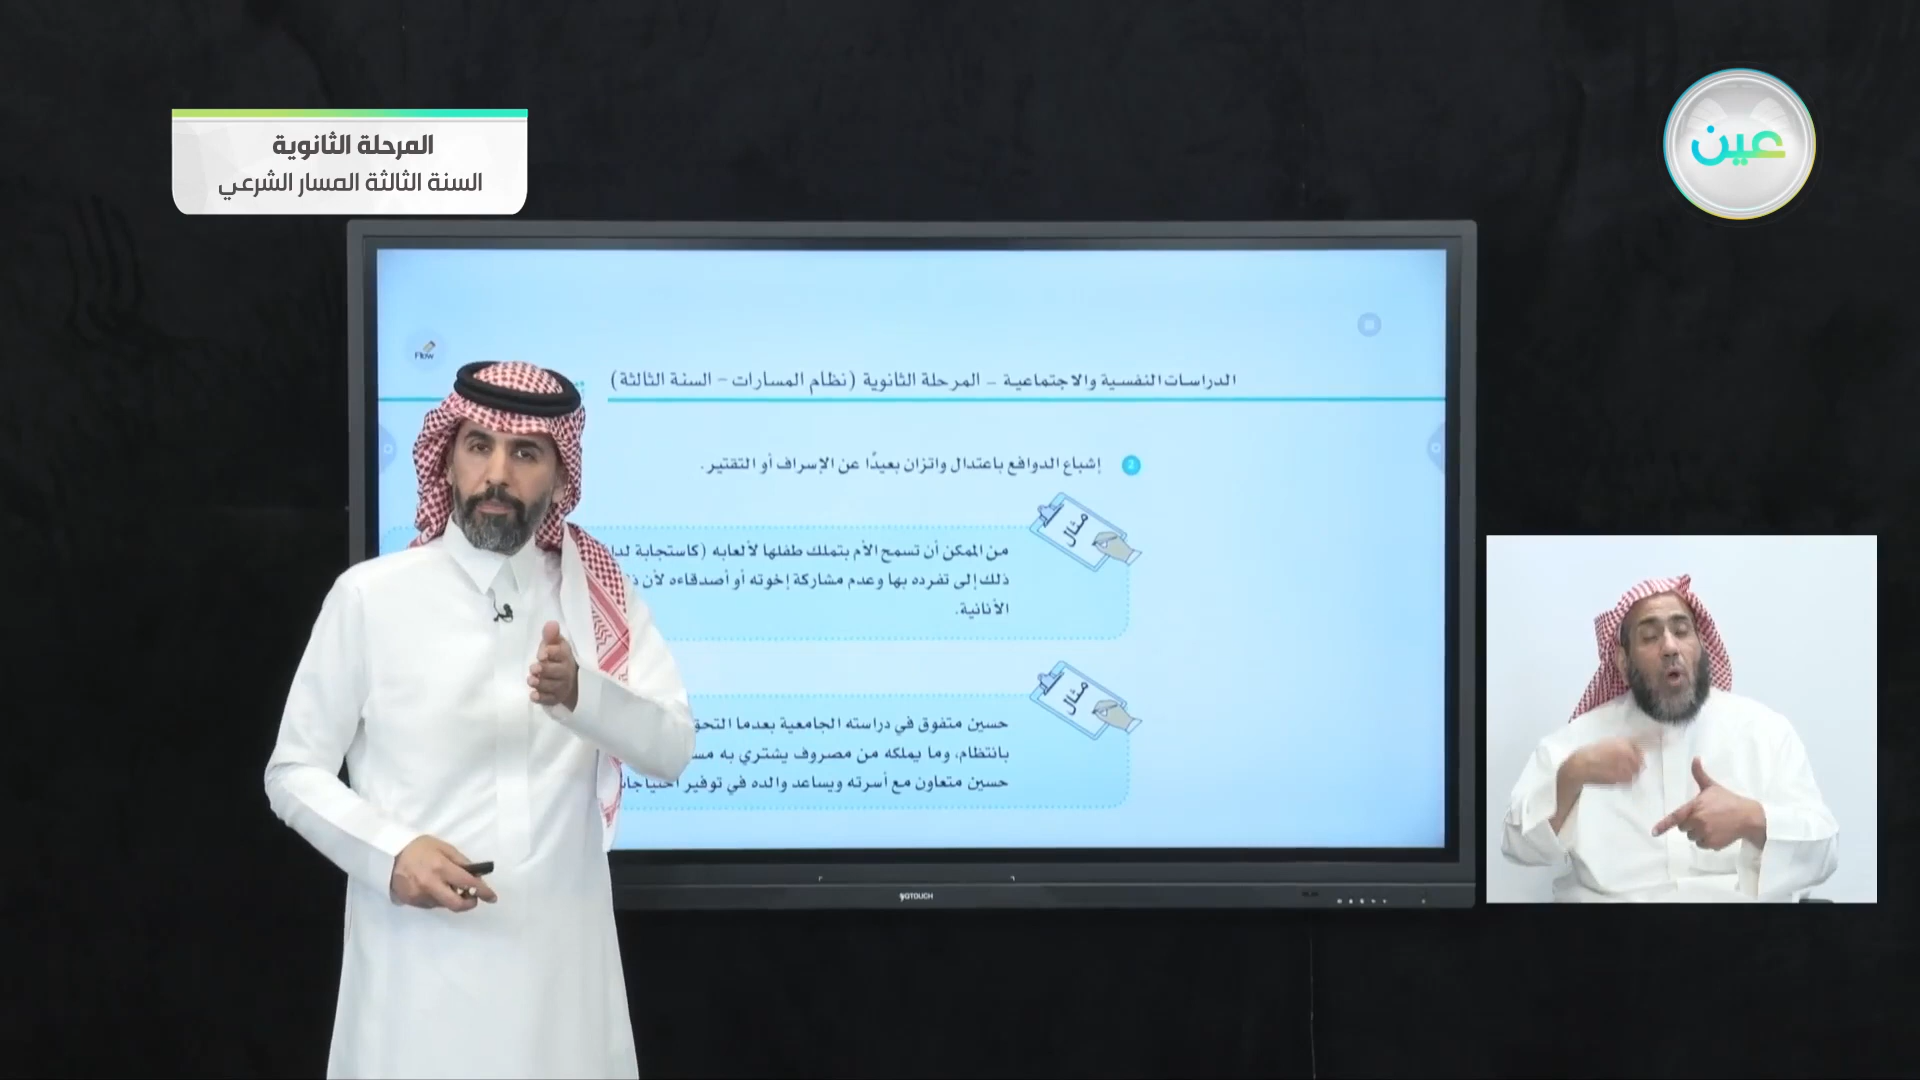 المرحلة الثانوية
السنة الثالثة المسار الشرعي
عين
Flow
الدراسات النفسية والاجتماعية – المرحلة الثانوية (نظام المسارات – السنة الثالثة)
2 إشباع الدوافع باعتدال واتزان بعيدًا عن الإسراف أو التقتير.
مثال
من الممكن أن تسمح الأم بتملك طفلها لألعابه (كاستجابة
ذلك إلى تفرده بها وعدم مشاركة إخوته أو أصدقاءه لأن
الأنانية.
مثال
حسين متفوق في دراسته الجامعية بعدما
بانتظام، وما يملكه من مصروف يشتري به
حسين متعاون مع أسرته ويساعد والده في توفير
QTOUCH